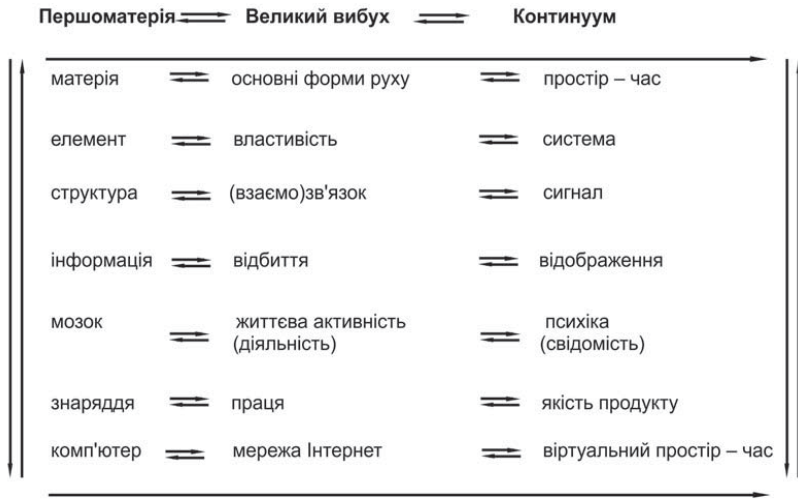 Першоматерія Великий вибух Континуум
матерія основні форми руху простір – час
елемент властивість система
структура (взаємо)зв'язок сигнал
інформація відбиття відображення
мозок життєва активність психіка
(діяльність) (свідомість)
знаряддя праця якість продукту
комп'ютер мережа Інтернет віртуальний простір – час